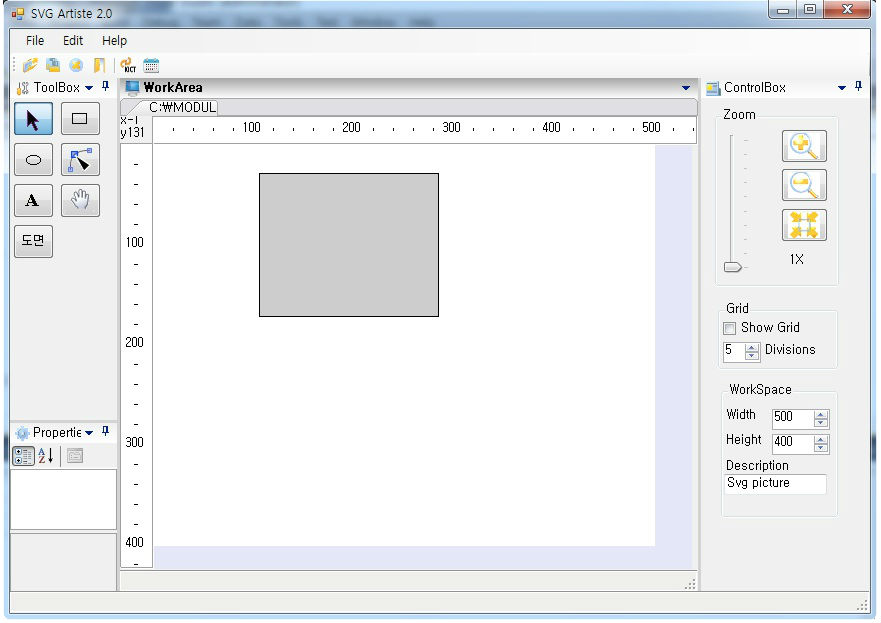 SVG Artiste 2.0
File Edit Help
KICT
ToolBox
WorkArea
ControlBox
C:₩MODUL
y131
100 200 300 400 500
100
200
300
400
A
도면
Zoom
1X
Grid
Show Grid
5 Divisions
WorkSpace
Width 500
Height 400
Description
Svg picture
Propertie
A
Z